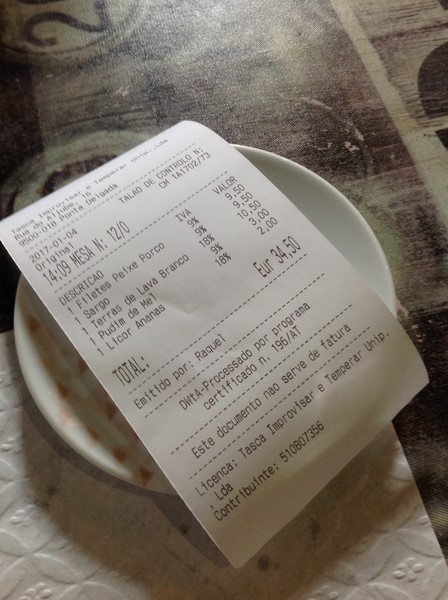 Tasca Improvisar e Temperar Unip.,Lda
Rua do Aljube, 16
9500-018 Ponta Delgada
TALAO DE CONTROLO N:
2017-01-04 CM 1A1702/73
Original
14:09 MESA N: 12/0
DESCRICAO IVA VALOR
1 Filetes Peixe Porco 9% 9,50
1 Sargo 9% 9,50
1 Terras de Lava Branco 18% 10,50
1 Pudim de Mel 9% 3,00
1 Licor Ananas 18% 2,00
TOTAL: Eur 34,50
Emitido por: Raquel
DWtA-Processado por programa
certificado n. 196/AT
Este documento nao serve de fatura
Licenca: Tasca Improvisar e Temperar Unip.
, Lda
Contribuinte: 510807356